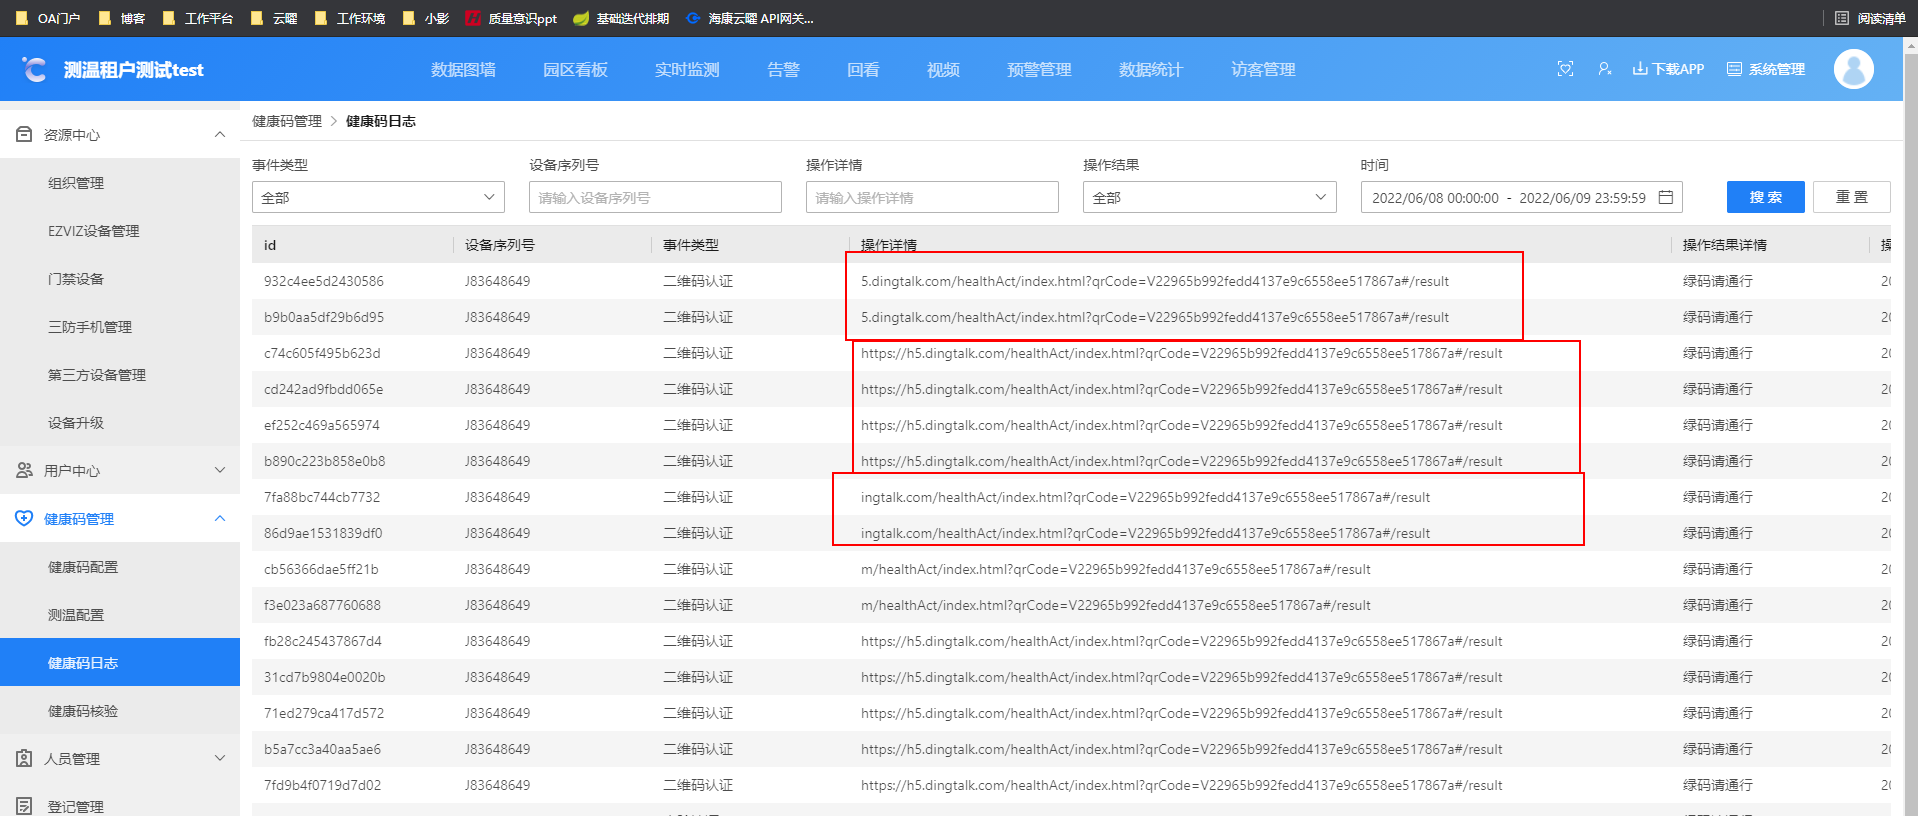 OA门户 博客 工作平台 云曜 工作环境 小影 质量意识ppt 基础迭代排期 海康云曜 API网关... 阅读清单
测温租户测试test 数据图墙 园区看板 实时监测 告警 回看 视频 预警管理 数据统计 访客管理 下载APP 系统管理
资源中心
组织管理
EZVIZ设备管理
门禁设备
三防手机管理
第三方设备管理
设备升级
用户中心
健康码管理
健康码配置
测温配置
健康码日志
健康码核验
人员管理
登记管理
健康码管理 > 健康码日志
事件类型 设备序列号 操作详情 操作结果 时间
全部 请输入设备序列号 请输入操作详情 全部 2022/06/08 00:00:00 - 2022/06/09 23:59:59 搜索 重置
id 设备序列号 事件类型 操作详情 操作结果详情
932c4ee5d2430586 J83648649 二维码认证 5.dingtalk.com/healthAct/index.html?qrCode=V22965b992fedd4137e9c6558ee517867a#/result 绿码请通行 20
b9b0aa5df29b6d95 J83648649 二维码认证 5.dingtalk.com/healthAct/index.html?qrCode=V22965b992fedd4137e9c6558ee517867a#/result 绿码请通行 20
c74c605f495b623d J83648649 二维码认证 https://h5.dingtalk.com/healthAct/index.html?qrCode=V22965b992fedd4137e9c6558ee517867a#/result 绿码请通行 20
cd242ad9fbdd065e J83648649 二维码认证 https://h5.dingtalk.com/healthAct/index.html?qrCode=V22965b992fedd4137e9c6558ee517867a#/result 绿码请通行 20
ef252c469a565974 J83648649 二维码认证 https://h5.dingtalk.com/healthAct/index.html?qrCode=V22965b992fedd4137e9c6558ee517867a#/result 绿码请通行 20
b890c223b858e0b8 J83648649 二维码认证 https://h5.dingtalk.com/healthAct/index.html?qrCode=V22965b992fedd4137e9c6558ee517867a#/result 绿码请通行 20
7fa88bc744cb7732 J83648649 二维码认证 ingtalk.com/healthAct/index.html?qrCode=V22965b992fedd4137e9c6558ee517867a#/result 绿码请通行 20
86d9ae1531839df0 J83648649 二维码认证 ingtalk.com/healthAct/index.html?qrCode=V22965b992fedd4137e9c6558ee517867a#/result 绿码请通行 20
cb56366dae5ff21b J83648649 二维码认证 m/healthAct/index.html?qrCode=V22965b992fedd4137e9c6558ee517867a#/result 绿码请通行 20
f3e023a687760688 J83648649 二维码认证 m/healthAct/index.html?qrCode=V22965b992fedd4137e9c6558ee517867a#/result 绿码请通行 20
fb28c245437867d4 J83648649 二维码认证 https://h5.dingtalk.com/healthAct/index.html?qrCode=V22965b992fedd4137e9c6558ee517867a#/result 绿码请通行 20
31cd7b9804e0020b J83648649 二维码认证 https://h5.dingtalk.com/healthAct/index.html?qrCode=V22965b992fedd4137e9c6558ee517867a#/result 绿码请通行 20
71ed279ca417d572 J83648649 二维码认证 https://h5.dingtalk.com/healthAct/index.html?qrCode=V22965b992fedd4137e9c6558ee517867a#/result 绿码请通行 20
b5a7cc3a40aa5ae6 J83648649 二维码认证 https://h5.dingtalk.com/healthAct/index.html?qrCode=V22965b992fedd4137e9c6558ee517867a#/result 绿码请通行 20
7fd9b4f0719d7d02 J83648649 二维码认证 https://h5.dingtalk.com/healthAct/index.html?qrCode=V22965b992fedd4137e9c6558ee517867a#/result 绿码请通行 20